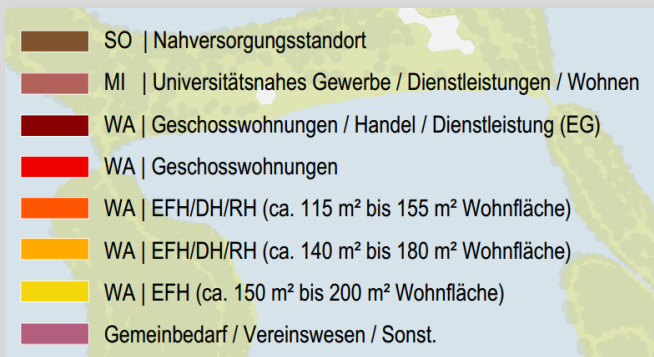 SO | Nahversorgungsstandort
MI | Universitätsnahes Gewerbe / Dienstleistungen / Wohnen
WA | Geschosswohnungen / Handel / Dienstleistung (EG)
WA | Geschosswohnungen
WA | EFH/DH/RH (ca. 115 m² bis 155 m² Wohnfläche)
WA | EFH/DH/RH (ca. 140 m² bis 180 m² Wohnfläche)
WA | EFH (ca. 150 m² bis 200 m² Wohnfläche)
Gemeinbedarf / Vereinswesen / Sonst.